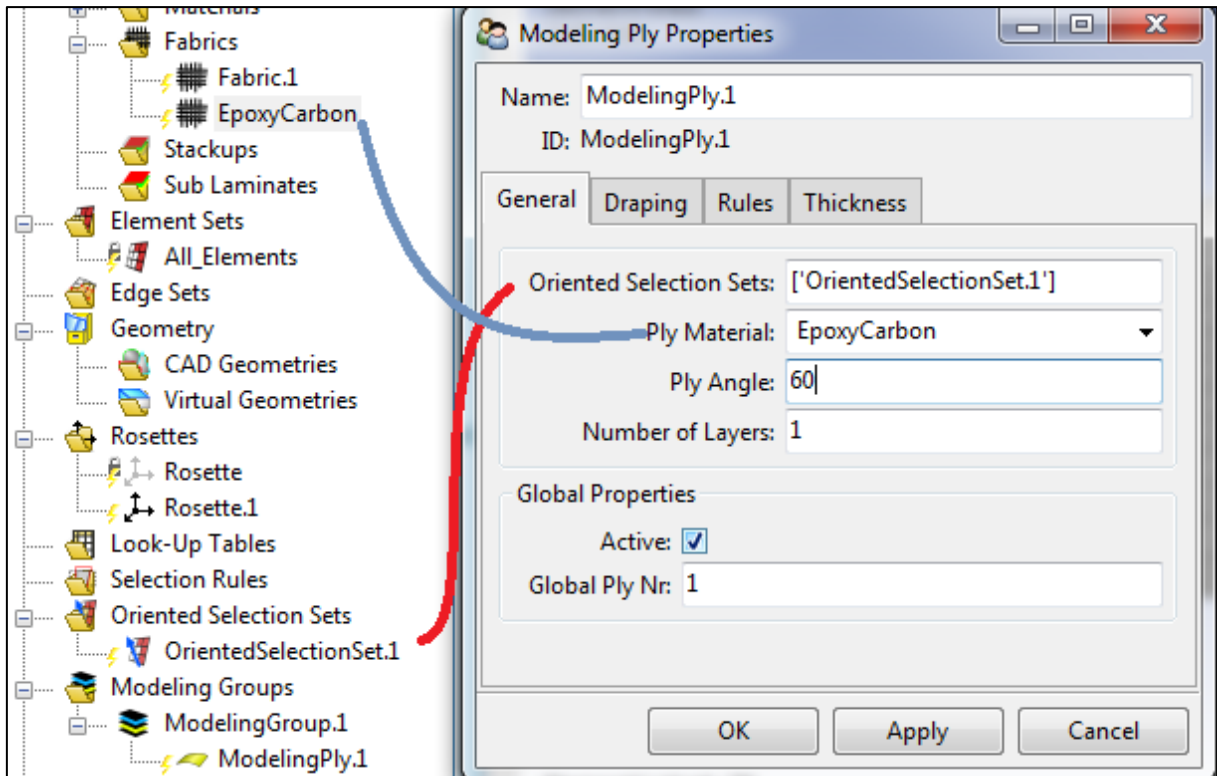 Materials
Fabrics
Fabric.1
EpoxyCarbon
Stackups
Sub Laminates
Element Sets
All_Elements
Edge Sets
Geometry
CAD Geometries
Virtual Geometries
Rosettes
Rosette
Rosette.1
Look-Up Tables
Selection Rules
Oriented Selection Sets
OrientedSelectionSet.1
Modeling Groups
ModelingGroup.1
ModelingPly.1
Modeling Ply Properties
Name: ModelingPly.1
ID: ModelingPly.1
General Draping Rules Thickness
Oriented Selection Sets: ['OrientedSelectionSet.1']
Ply Material: EpoxyCarbon
Ply Angle: 60
Number of Layers: 1
Global Properties
Active:
Global Ply Nr: 1
OK Apply Cancel